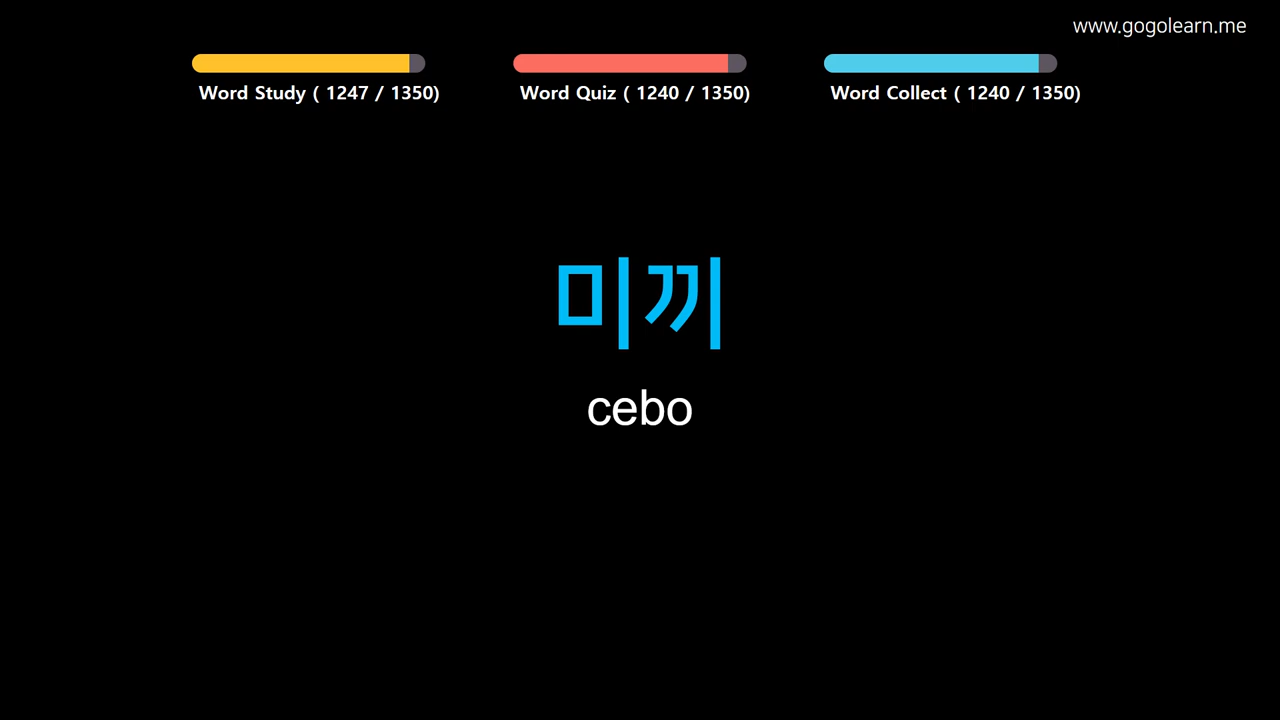 www.gogolearn.me
Word Study ( 1247 / 1350)
Word Quiz ( 1240 / 1350)
Word Collect ( 1240 / 1350)
미끼
cebo